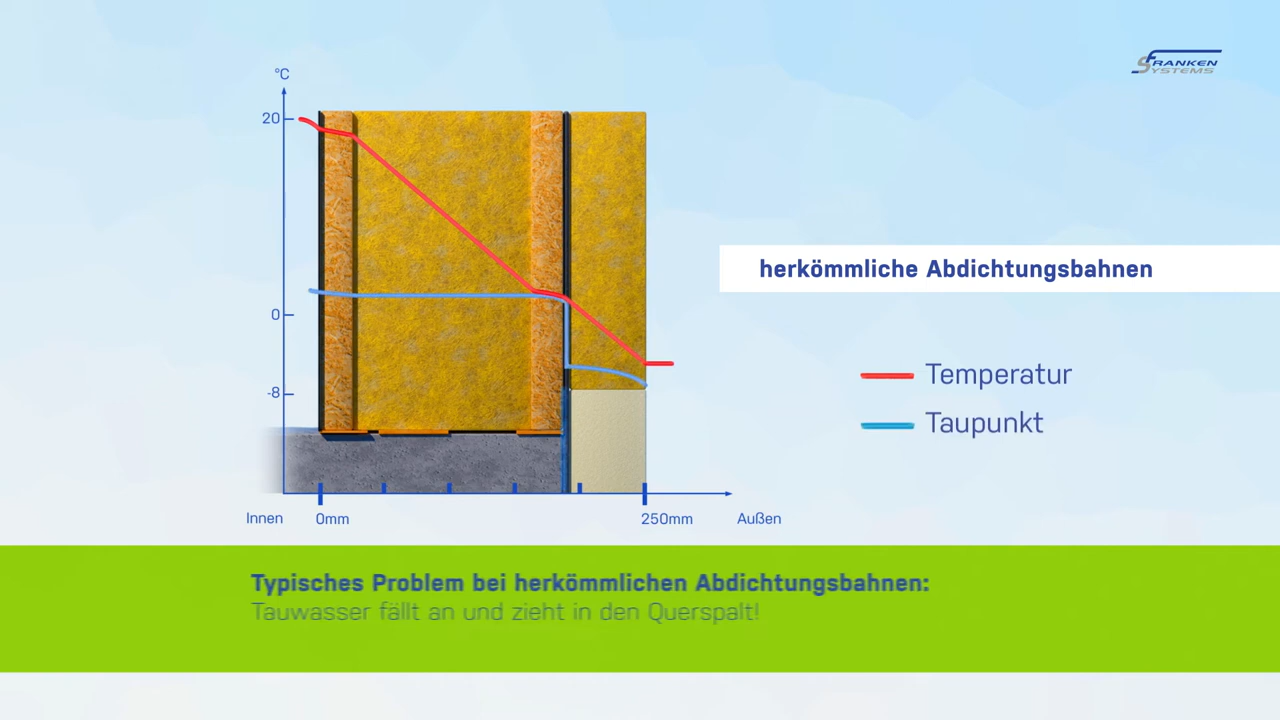 FRANKEN
SYSTEMS
°C
20
0
-8
Innen
0mm
250mm
Außen
herkömmliche Abdichtungsbahnen
Temperatur
Taupunkt
Typisches Problem bei herkömmlichen Abdichtungsbahnen:
Tauwasser fällt an und zieht in den Querspalt!